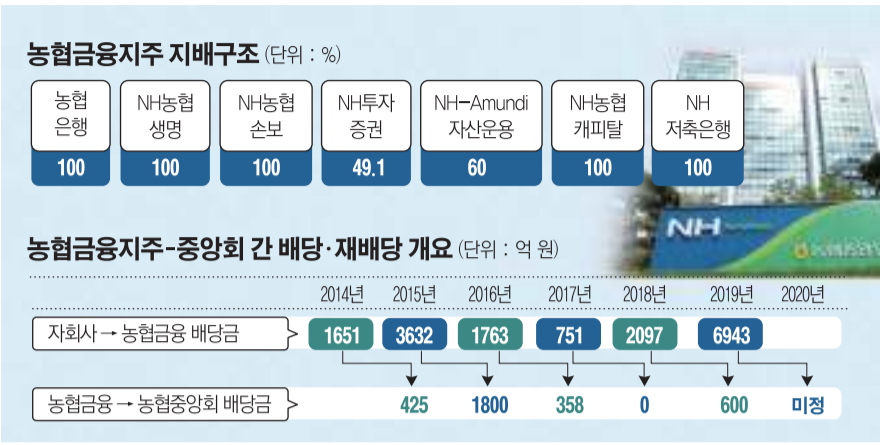 농협금융지주 지배구조 (단위 : %)
농협 은행
NH농협 생명
NH농협 손보
NH투자 증권
NH-Amundi 자산운용
NH농협 캐피탈
NH 저축은행
100 100 100 49.1 60 100 100
NH
농협금융지주-중앙회 간 배당·재배당 개요 (단위 : 억 원)
2014년 2015년 2016년 2017년 2018년 2019년 2020년
자회사 → 농협금융 배당금 1651 3632 1763 751 2097 6943
농협금융 → 농협중앙회 배당금 425 1800 358 0 600 미정